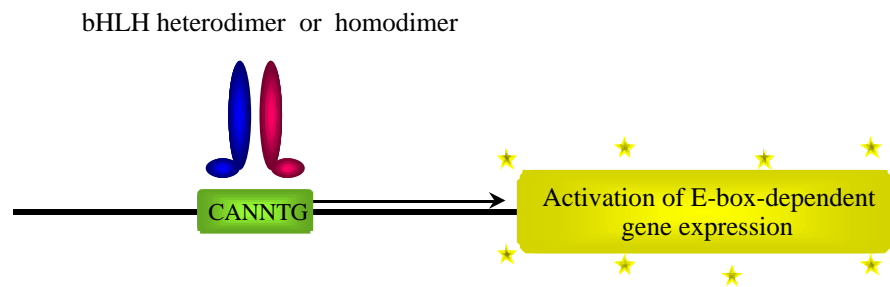 bHLH heterodimer or homodimer
CANNTG
Activation of E-box-dependent
gene expression